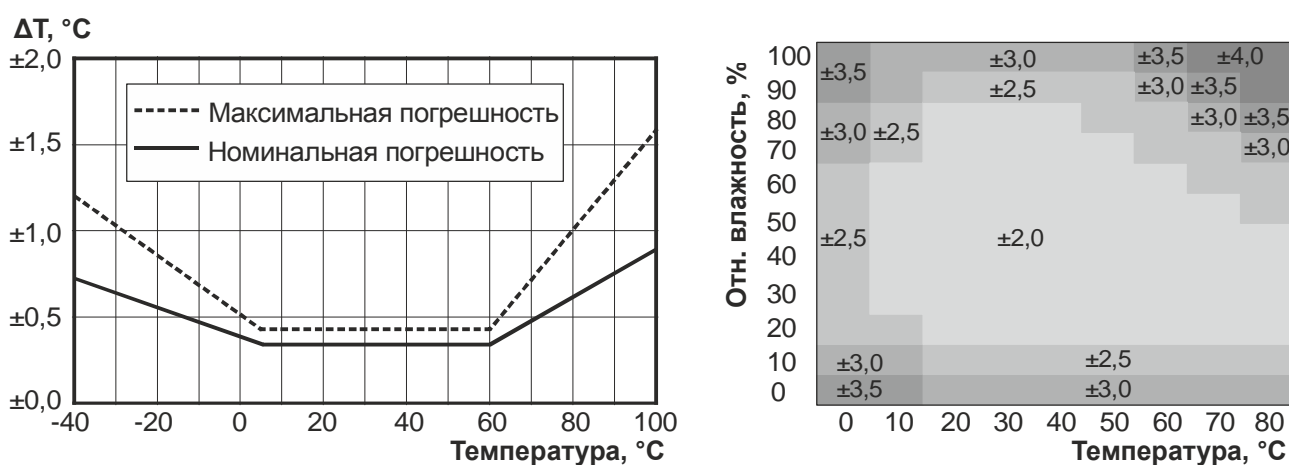 ΔT, °C
±2,0
±1,5
±1,0
±0,5
±0,0
Максимальная погрешность
Номинальная погрешность
-40 -20 0 20 40 60 80 100
Температура, °C
Отн. влажность, %
100
90
80
70
60
50
40
30
20
10
0
±3,5 ±3,0 ±3,5 ±4,0
±2,5 ±3,0 ±3,5
±3,0 ±2,5 ±3,0 ±3,5
±3,0
±2,5 ±2,0
±3,0 ±2,5
±3,5 ±3,0
0 10 20 30 40 50 60 70 80
Температура, °C